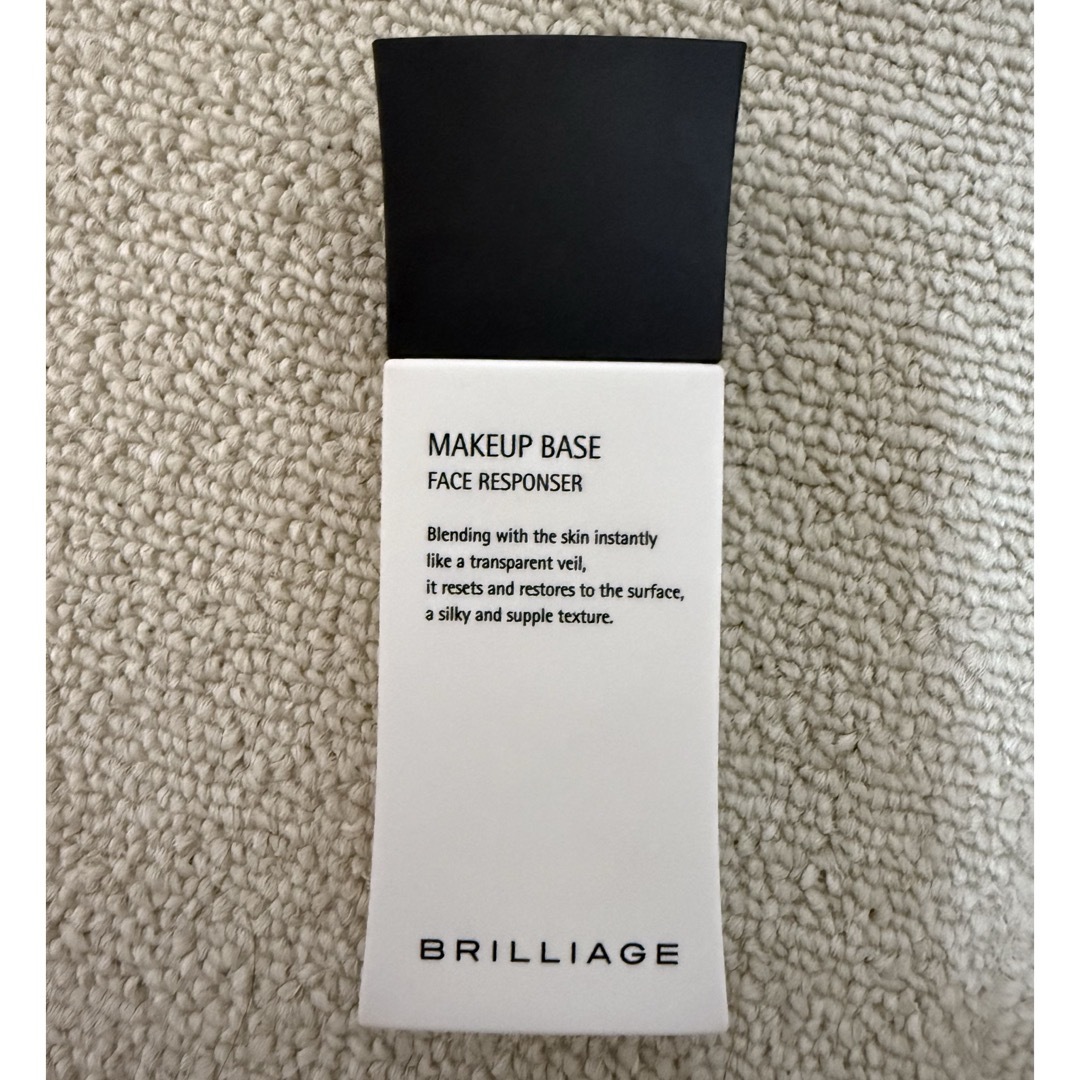 MAKEUP BASE
FACE RESPONSER
Blending with the skin instantly
like a transparent veil,
it resets and restores to the surface,
a silky and supple texture.
BRILLIAGE